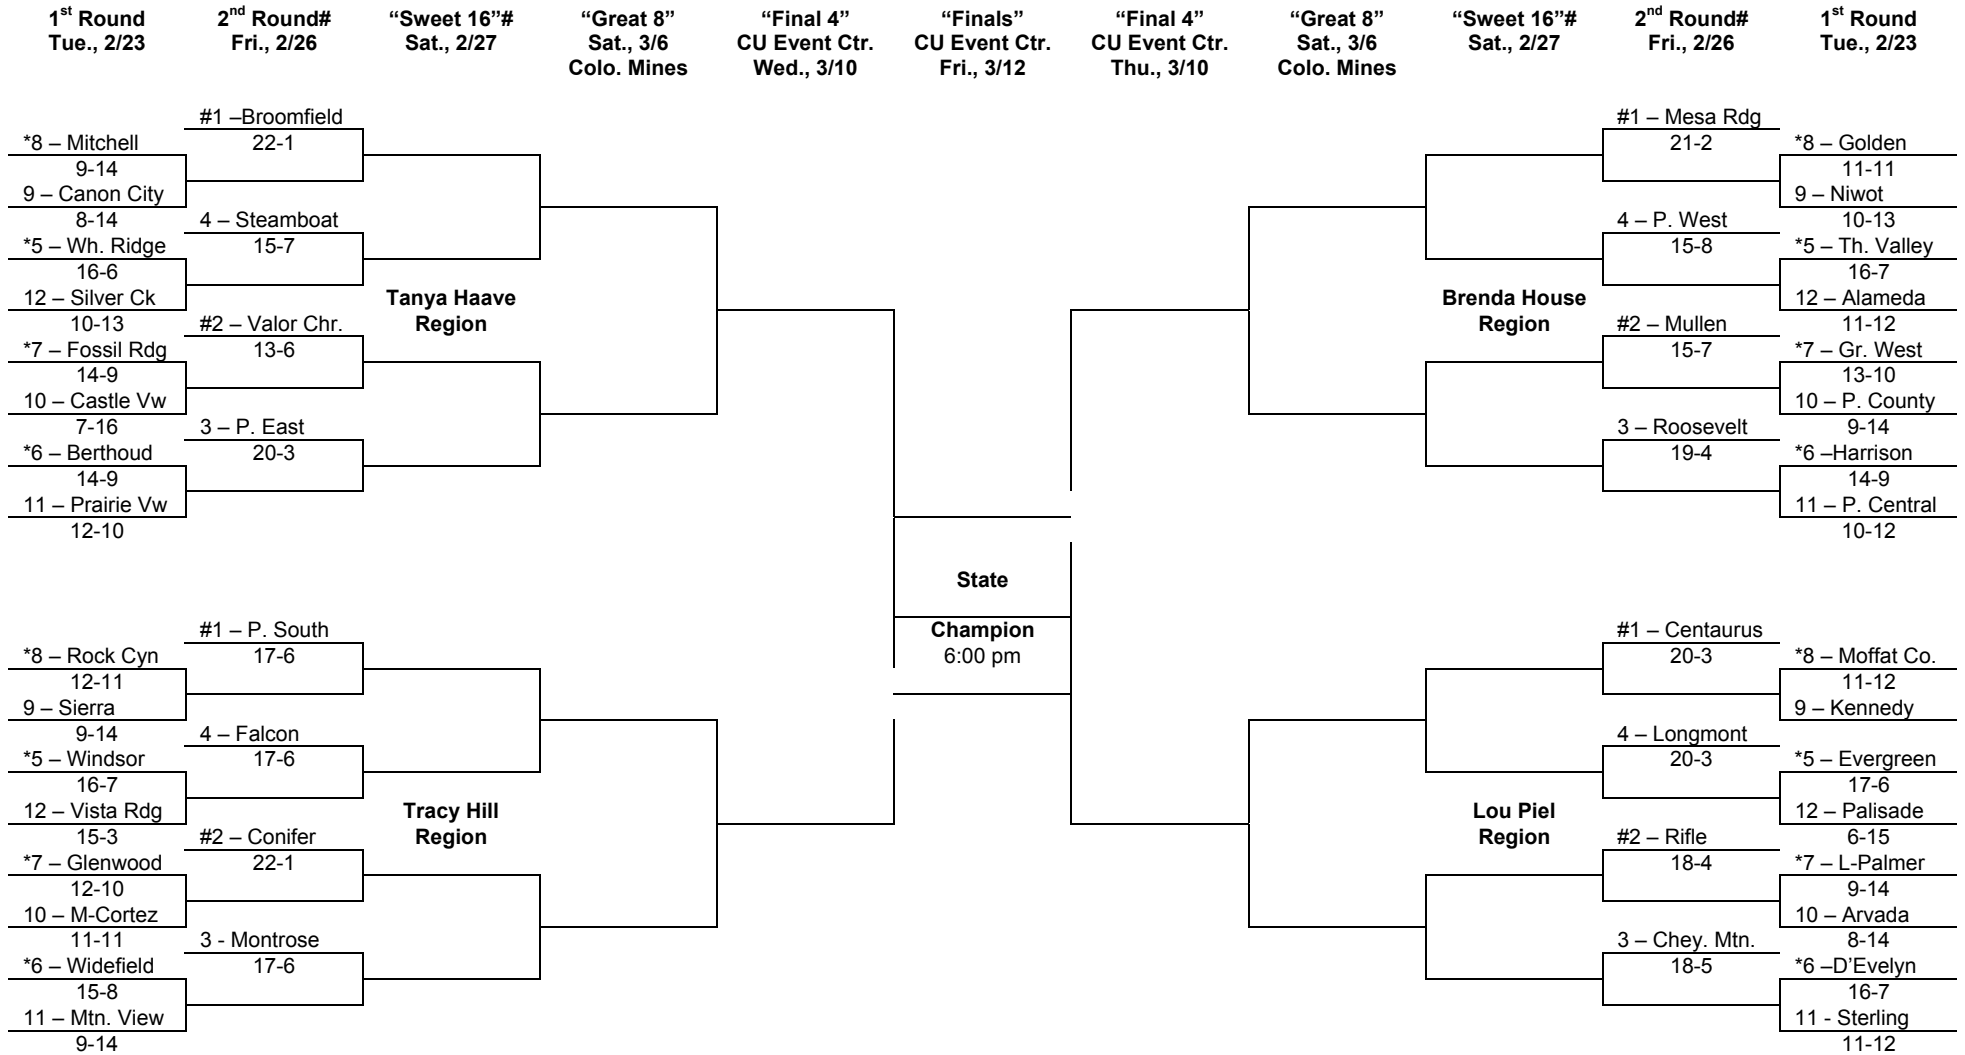 1st Round
Tue., 2/23
2nd Round#
Fri., 2/26
“Sweet 16”#
Sat., 2/27
“Great 8”
Sat., 3/6
Colo. Mines
“Final 4”
CU Event Ctr.
Wed., 3/10
“Finals”
CU Event Ctr.
Fri., 3/12
“Final 4”
CU Event Ctr.
Thu., 3/10
“Great 8”
Sat., 3/6
Colo. Mines
“Sweet 16”#
Sat., 2/27
2nd Round#
Fri., 2/26
1st Round
Tue., 2/23
*8 – Mitchell
9-14
9 – Canon City
8-14
*5 – Wh. Ridge
16-6
12 – Silver Ck
10-13
*7 – Fossil Rdg
14-9
10 – Castle Vw
7-16
*6 – Berthoud
14-9
11 – Prairie Vw
12-10
#1 –Broomfield
22-1
4 – Steamboat
15-7
#2 – Valor Chr.
13-6
3 – P. East
20-3
Tanya Haave
Region
*8 – Rock Cyn
12-11
9 – Sierra
9-14
*5 – Windsor
16-7
12 – Vista Rdg
15-3
*7 – Glenwood
12-10
10 – M-Cortez
11-11
*6 – Widefield
15-8
11 – Mtn. View
9-14
#1 – P. South
17-6
4 – Falcon
17-6
#2 – Conifer
22-1
3 - Montrose
17-6
Tracy Hill
Region
State
Champion
6:00 pm
Brenda House
Region
#1 – Mesa Rdg
21-2
4 – P. West
15-8
#2 – Mullen
15-7
3 – Roosevelt
19-4
*8 – Golden
11-11
9 – Niwot
10-13
*5 – Th. Valley
16-7
12 – Alameda
11-12
*7 – Gr. West
13-10
10 – P. County
9-14
*6 –Harrison
14-9
11 – P. Central
10-12
Lou Piel
Region
#1 – Centaurus
20-3
4 – Longmont
20-3
#2 – Rifle
18-4
3 – Chey. Mtn.
18-5
*8 – Moffat Co.
11-12
9 – Kennedy
*5 – Evergreen
17-6
12 – Palisade
6-15
*7 – L-Palmer
9-14
10 – Arvada
8-14
*6 –D’Evelyn
16-7
11 - Sterling
11-12